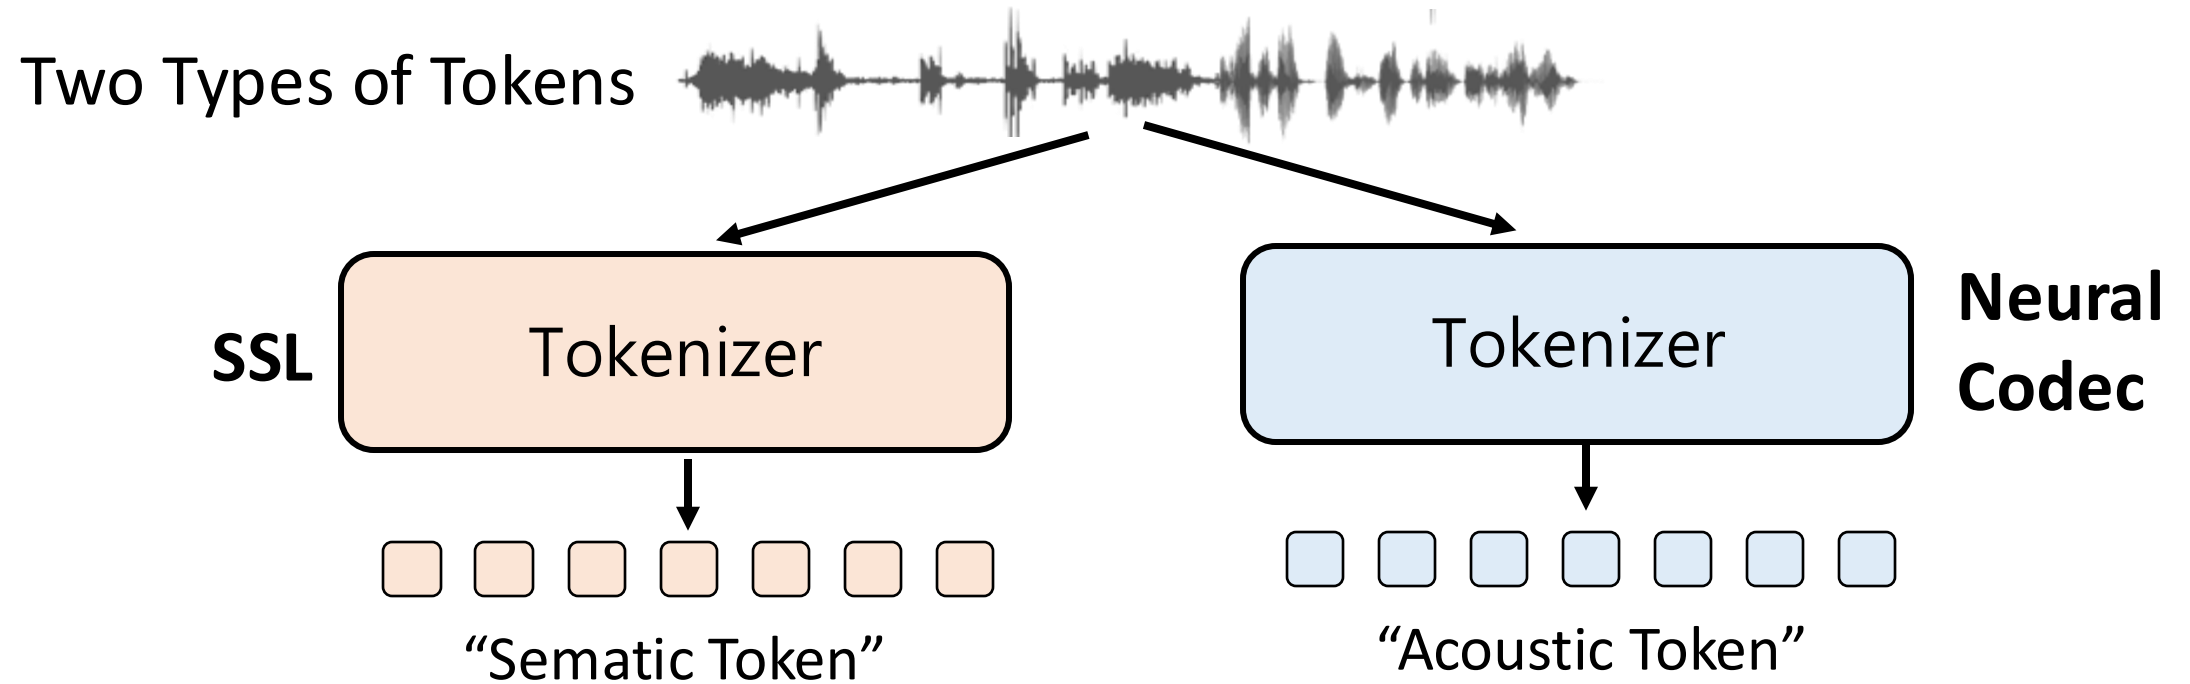 Two Types of Tokens
SSL
Tokenizer
Tokenizer
Neural
Codec
“Sematic Token”
“Acoustic Token”